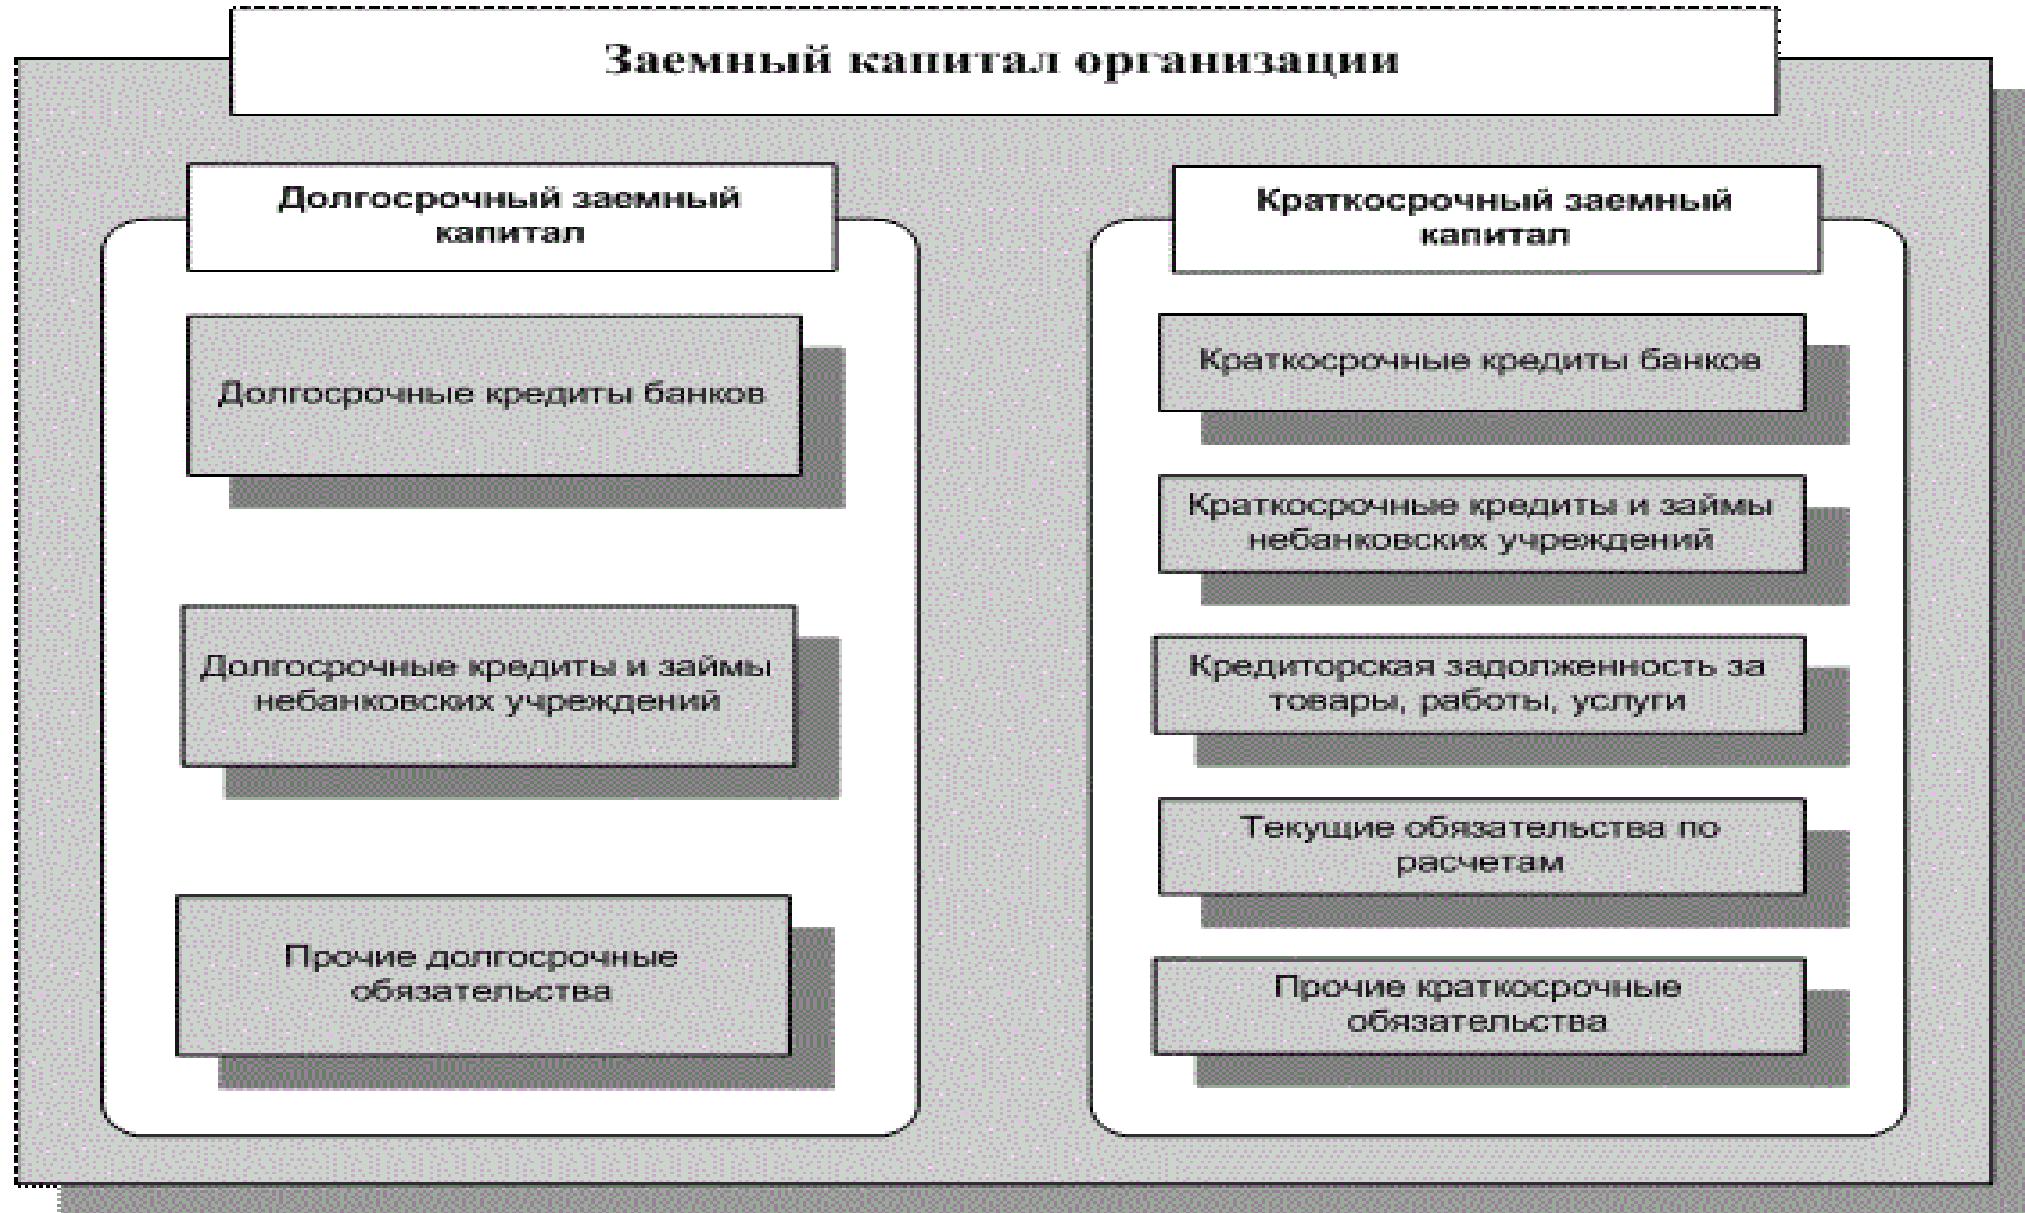 Заемный капитал организации
Долгосрочный заемный
капитал
Долгосрочные кредиты банков
Долгосрочные кредиты и займы
небанковских учреждений
Прочие долгосрочные
обязательства
Краткосрочный заемный
капитал
Краткосрочные кредиты банков
Краткосрочные кредиты и займы
небанковских учреждений
Кредиторская задолженность за
товары, работы, услуги
Текущие обязательства по
расчетам
Прочие краткосрочные
обязательства